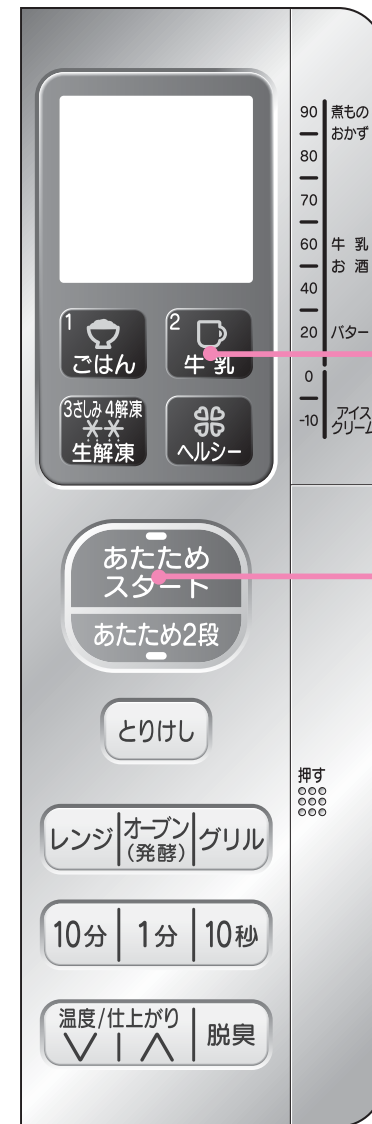 1
ごはん
2
牛乳
3さしみ 4解凍
生解凍
ヘルシー
あたため
スタート
あたため2段
とりけし
レンジ
オーブン
(発酵)
グリル
10分
1分
10秒
温度/仕上がり
脱臭
90 煮もの
おかず
80
70
60 牛乳
お酒
40
20 バター
0
-10 アイス
クリーム
押す